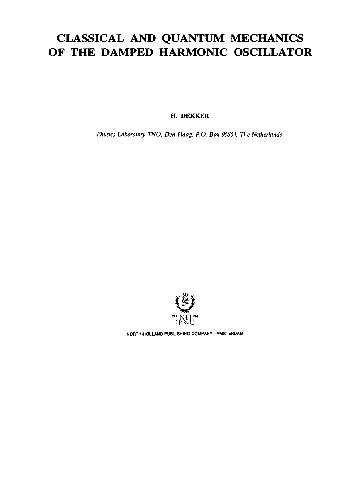 CLASSICAL AND QUANTUM MECHANICS
OF THE DAMPED HARMONIC OSCILLATOR
H. DEKKER
Physics Laboratory TNO, Den Haag, P.O. Box 96864, The Netherlands
NORTH-HOLLAND PUBLISHING COMPANY - AMSTERDAM